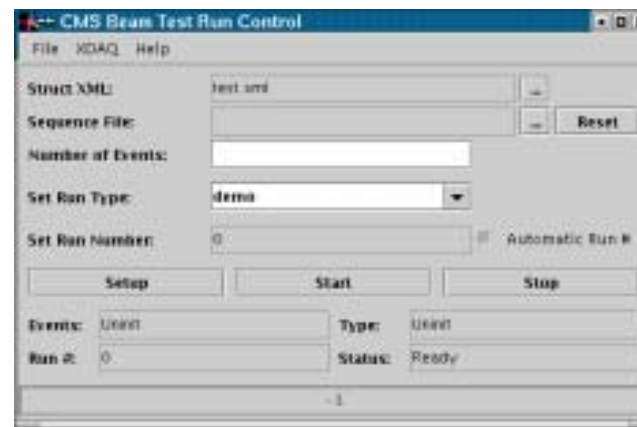 CMS Beam Test Run Control
File XDAQ Help
Struct XML: test xml ...
Sequence File: ... Reset
Number of Events:
Set Run Type: demo
Set Run Number: 0 Automatic Run #
Setup Start Stop
Events: Uninit Type: Uninit
Run #: 0 Status: Ready
- 1